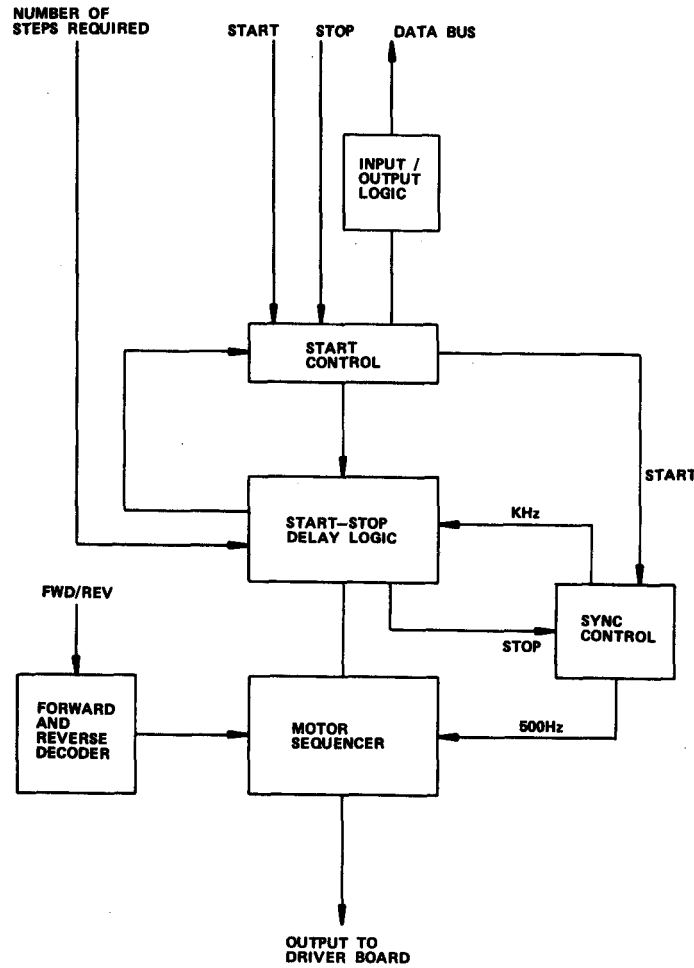 NUMBER OF
STEPS REQUIRED
START
STOP
DATA BUS
INPUT /
OUTPUT
LOGIC
START
CONTROL
START
START–STOP
DELAY LOGIC
KHz
FWD/REV
STOP
SYNC
CONTROL
FORWARD
AND
REVERSE
DECODER
MOTOR
SEQUENCER
500Hz
OUTPUT TO
DRIVER BOARD